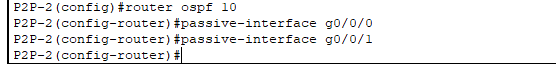 P2P-2(config)#router ospf 10
P2P-2(config-router)#passive-interface g0/0/0
P2P-2(config-router)#passive-interface g0/0/1
P2P-2(config-router)#